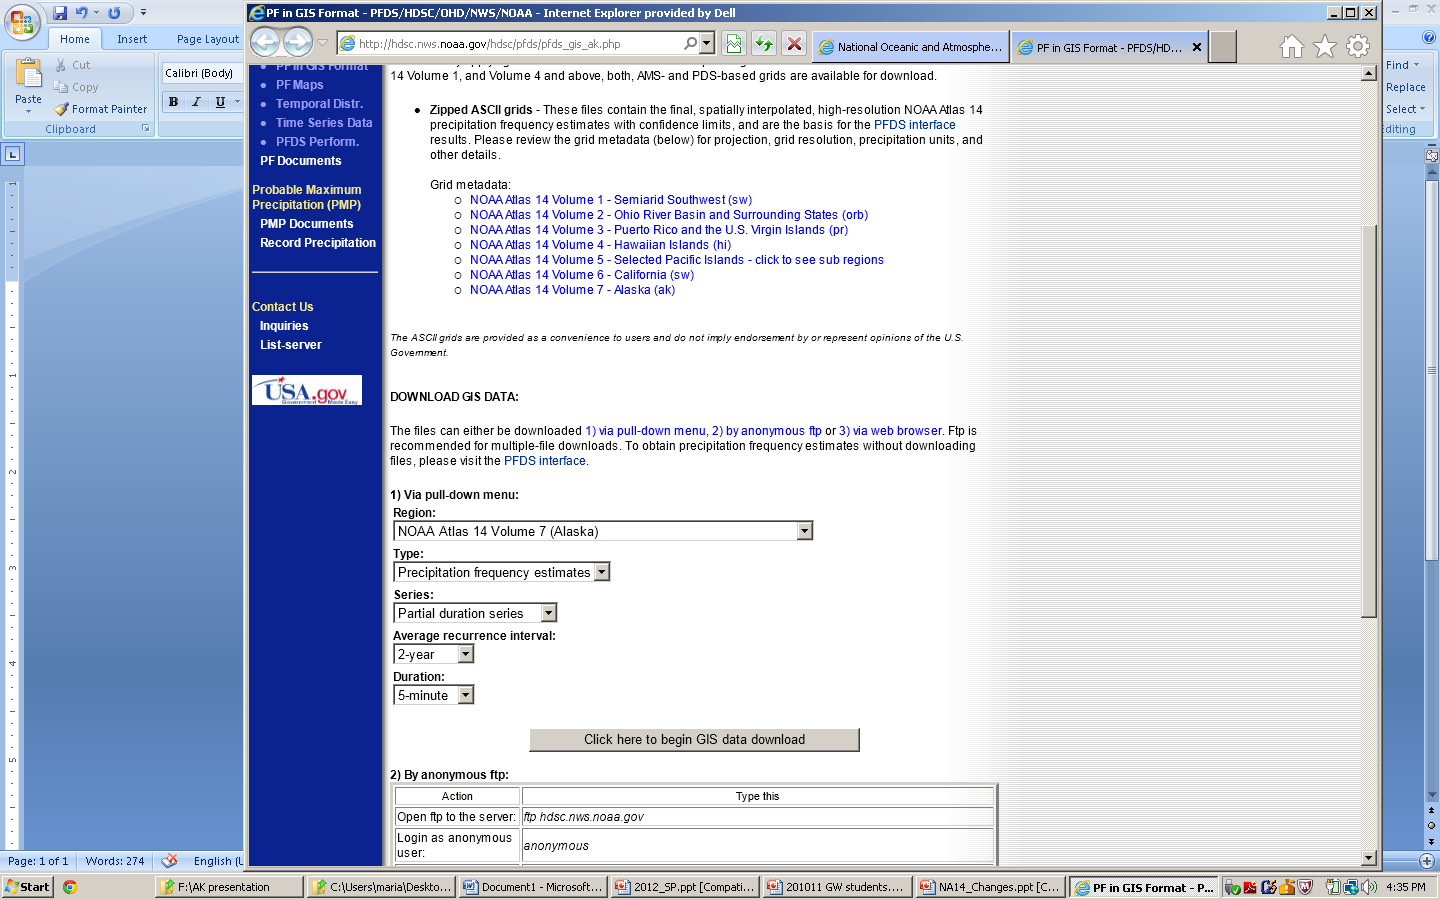 PF in GIS Format - PFDS/HDSC/OHD/NWS/NOAA - Internet Explorer provided by Dell
Home Insert Page Layout
http://hdsc.nws.noaa.gov/hdsc/pfds/pfds_gis_ak.php
National Oceanic and Atmosphe...
PF in GIS Format - PFDS/HD...
Paste
Cut
Copy
Format Painter
Clipboard
Calibri (Body)
B I U
Find
Replace
Select
Editing
PF in GIS Format
PF Maps
Temporal Distr.
Time Series Data
PFDS Perform.
PF Documents
Probable Maximum
Precipitation (PMP)
PMP Documents
Record Precipitation
Contact Us
Inquiries
List-server
USA.gov
Government Made Easy
14 Volume 1, and Volume 4 and above, both, AMS- and PDS-based grids are available for download.
Zipped ASCII grids - These files contain the final, spatially interpolated, high-resolution NOAA Atlas 14
precipitation frequency estimates with confidence limits, and are the basis for the PFDS interface
results. Please review the grid metadata (below) for projection, grid resolution, precipitation units, and
other details.
Grid metadata:
NOAA Atlas 14 Volume 1 - Semiarid Southwest (sw)
NOAA Atlas 14 Volume 2 - Ohio River Basin and Surrounding States (orb)
NOAA Atlas 14 Volume 3 - Puerto Rico and the U.S. Virgin Islands (pr)
NOAA Atlas 14 Volume 4 - Hawaiian Islands (hi)
NOAA Atlas 14 Volume 5 - Selected Pacific Islands - click to see sub regions
NOAA Atlas 14 Volume 6 - California (sw)
NOAA Atlas 14 Volume 7 - Alaska (ak)
The ASCII grids are provided as a convenience to users and do not imply endorsement by or represent opinions of the U.S.
Government.
DOWNLOAD GIS DATA:
The files can either be downloaded 1) via pull-down menu, 2) by anonymous ftp or 3) via web browser. Ftp is
recommended for multiple-file downloads. To obtain precipitation frequency estimates without downloading
files, please visit the PFDS interface.
1) Via pull-down menu:
Region:
NOAA Atlas 14 Volume 7 (Alaska)
Type:
Precipitation frequency estimates
Series:
Partial duration series
Average recurrence interval:
2-year
Duration:
5-minute
Click here to begin GIS data download
2) By anonymous ftp:
Action Type this
Open ftp to the server: ftp hdsc.nws.noaa.gov
Login as anonymous
user: anonymous
Page: 1 of 1 Words: 274 English (U
Start
F:\AK presentation
C:\Users\maria\Deskto...
Document1 - Microsoft...
2012_SP.ppt [Compati...
201011 GW students....
NA14_Changes.ppt [C...
PF in GIS Format - P...
4:35 PM